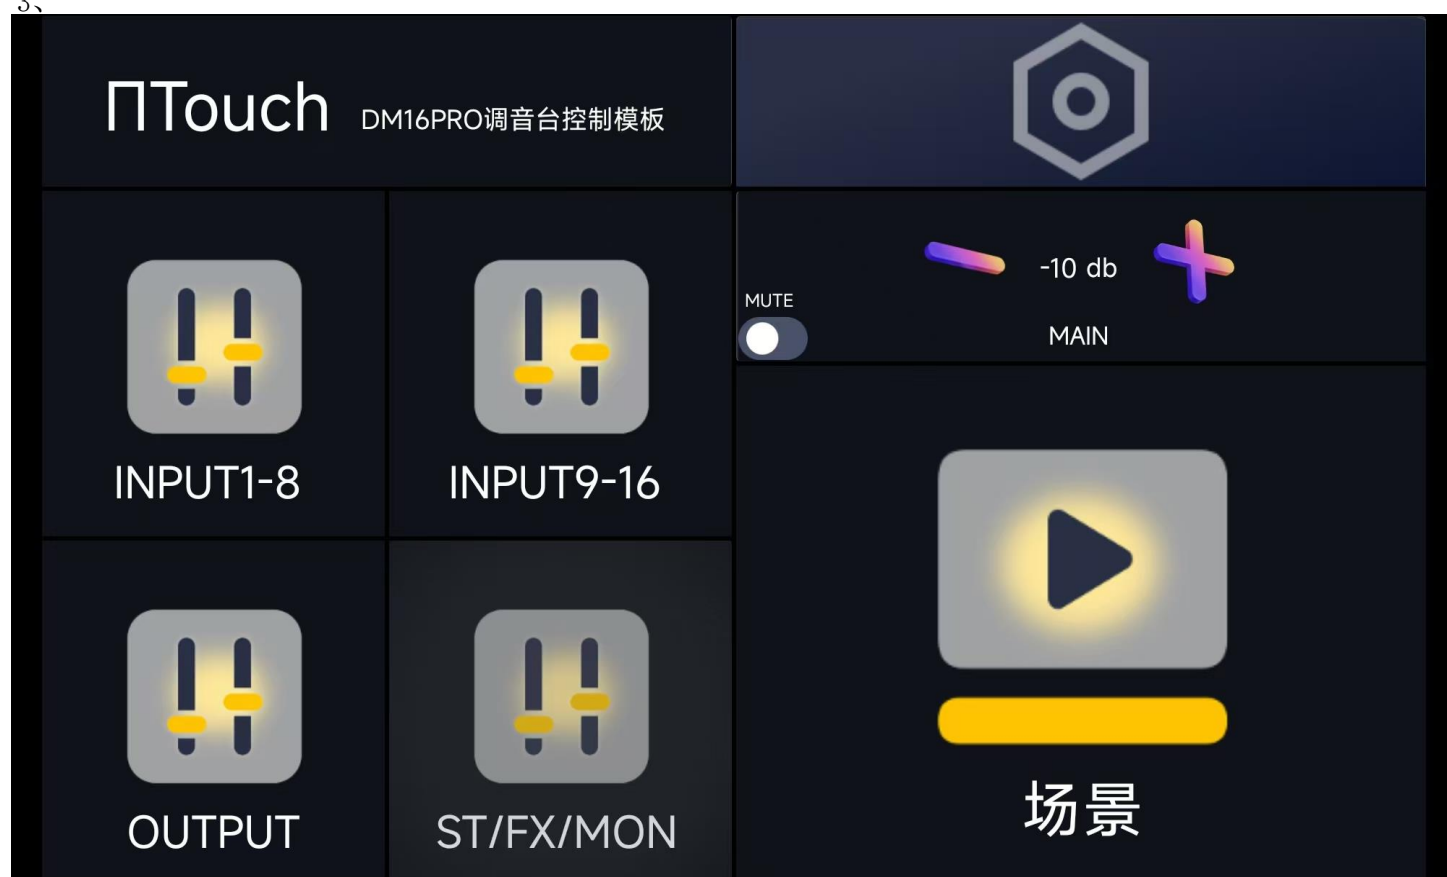 3、
ΠTouch DM16PRO调音台控制模板
-10 db
MUTE
MAIN
INPUT1-8
INPUT9-16
OUTPUT
ST/FX/MON
场景